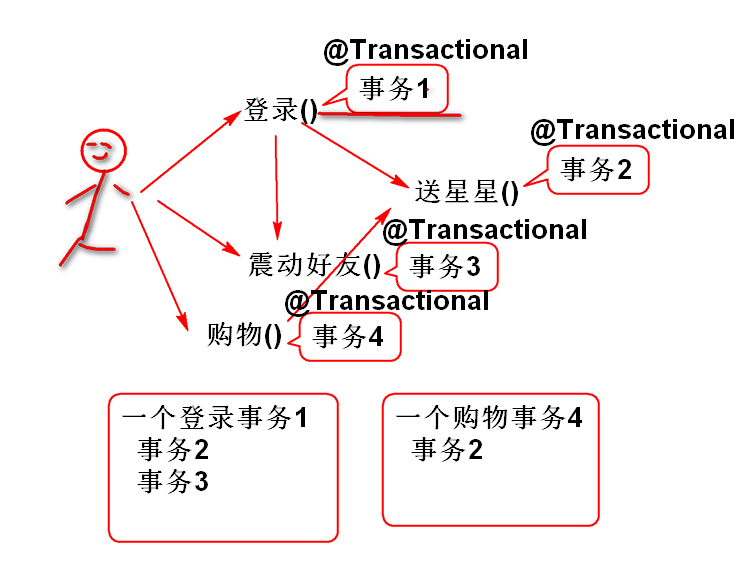 @Transactional
事务1
登录()
@Transactional
事务2
送星星()
@Transactional
震动好友()
事务3
@Transactional
购物()
事务4
一个登录事务1
事务2
事务3
一个购物事务4
事务2